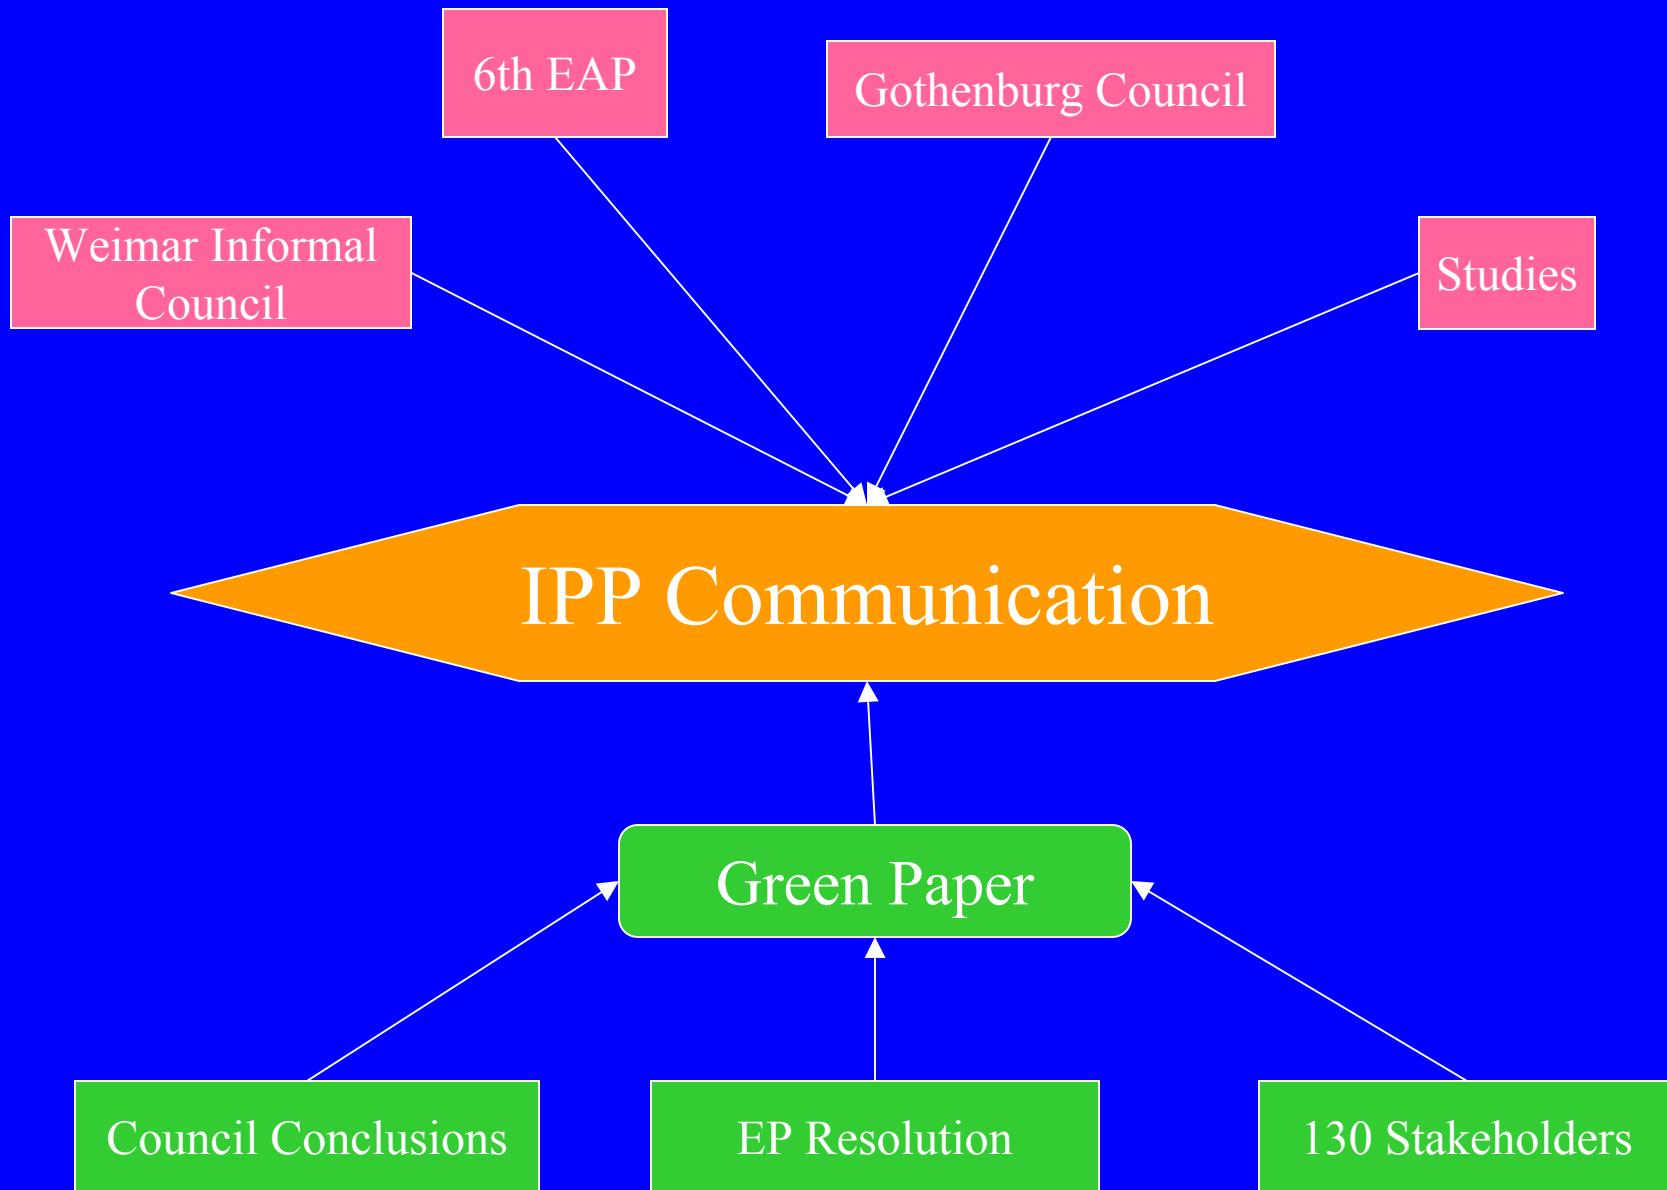 6th EAP
Gothenburg Council
Weimar Informal
Council
Studies
IPP Communication
Green Paper
Council Conclusions
EP Resolution
130 Stakeholders